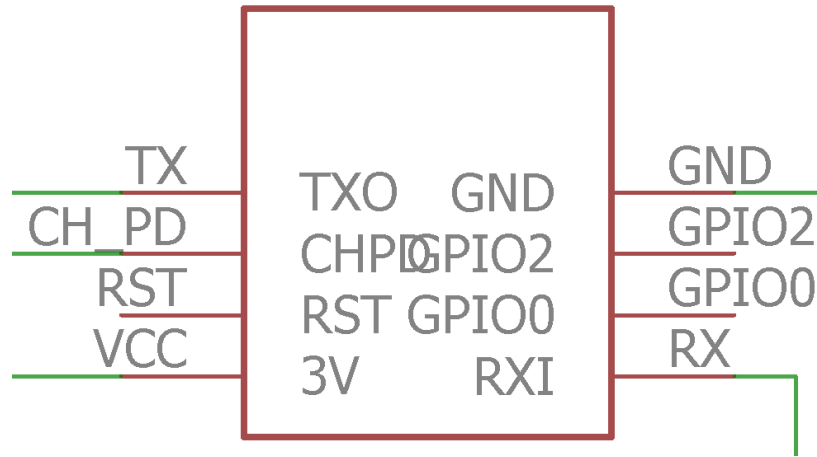 TX GND
TXO GND
CH_PD GPIO2
CHPD GPIO2
RST GPIO0
RST GPIO0
VCC RX
3V RXI